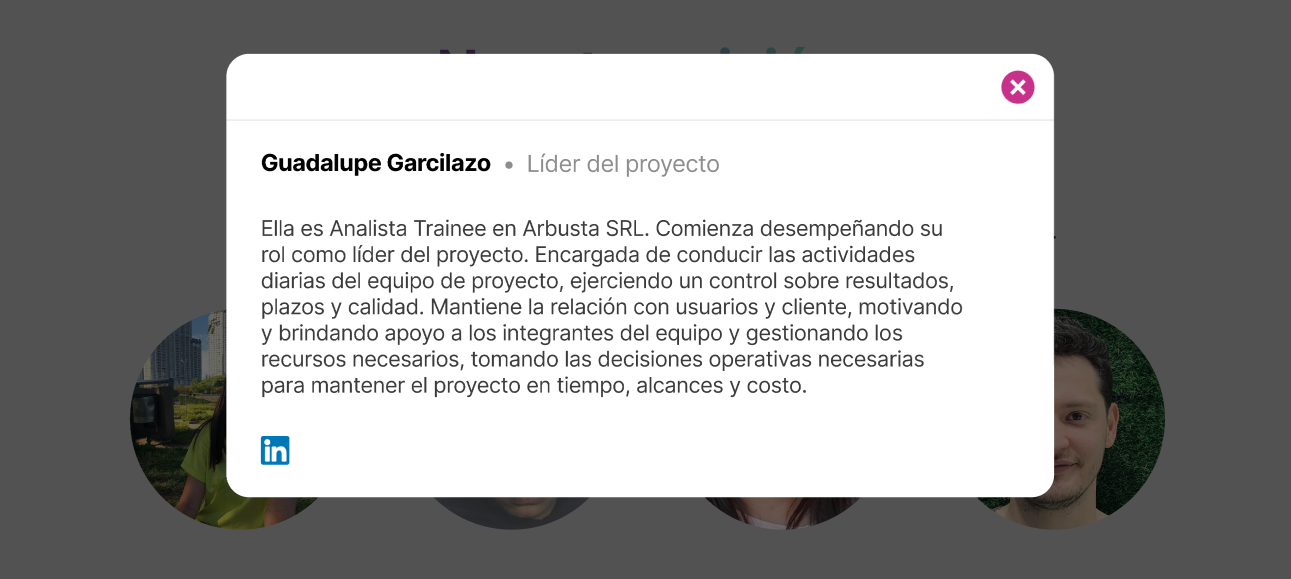 Guadalupe Garcilazo • Líder del proyecto
Ella es Analista Trainee en Arbusta SRL. Comienza desempeñando su
rol como líder del proyecto. Encargada de conducir las actividades
diarias del equipo de proyecto, ejerciendo un control sobre resultados,
plazos y calidad. Mantiene la relación con usuarios y cliente, motivando
y brindando apoyo a los integrantes del equipo y gestionando los
recursos necesarios, tomando las decisiones operativas necesarias
para mantener el proyecto en tiempo, alcances y costo.
in